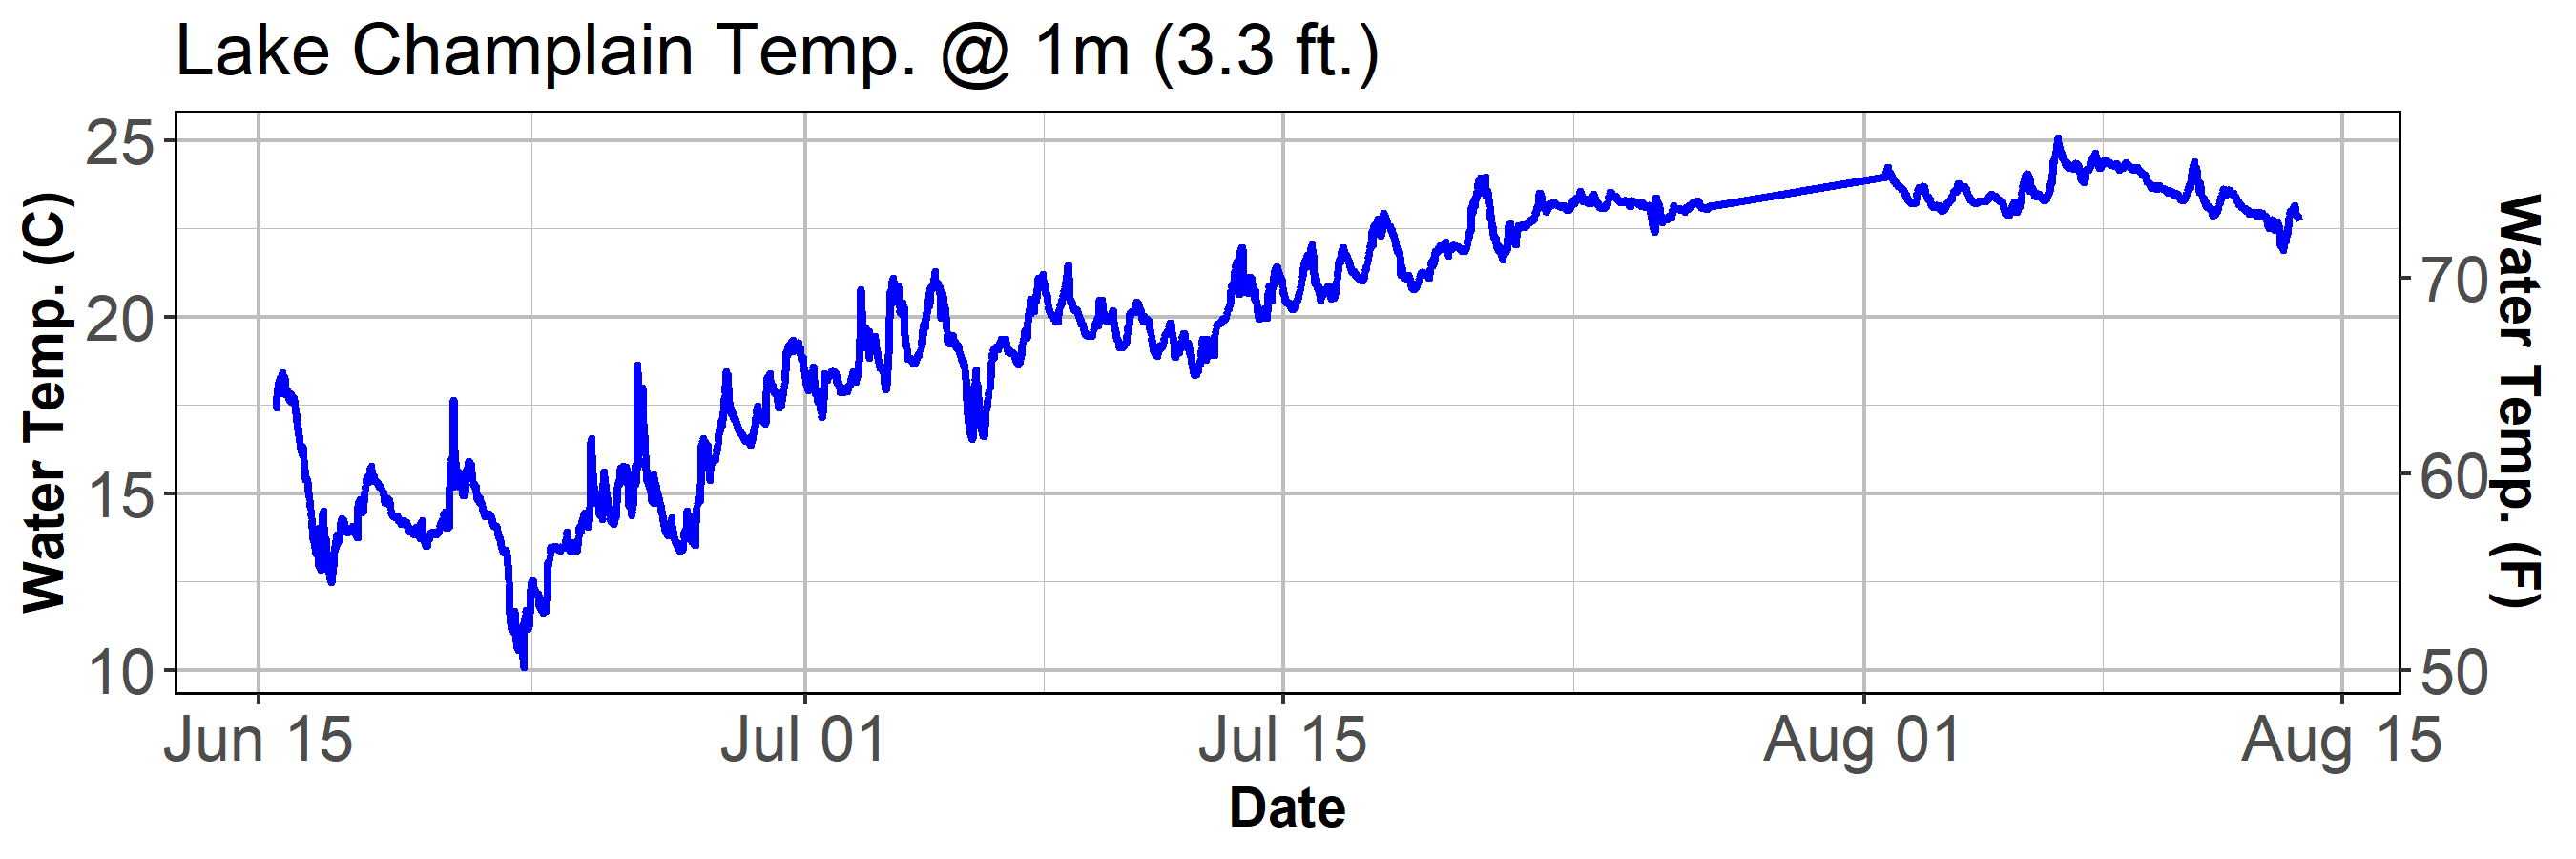 Lake Champlain Temp. @ 1m (3.3 ft.)
25
20
15
10
Water Temp. (C)
70
60
50
Water Temp. (F)
Jun 15
Jul 01
Jul 15
Aug 01
Aug 15
Date